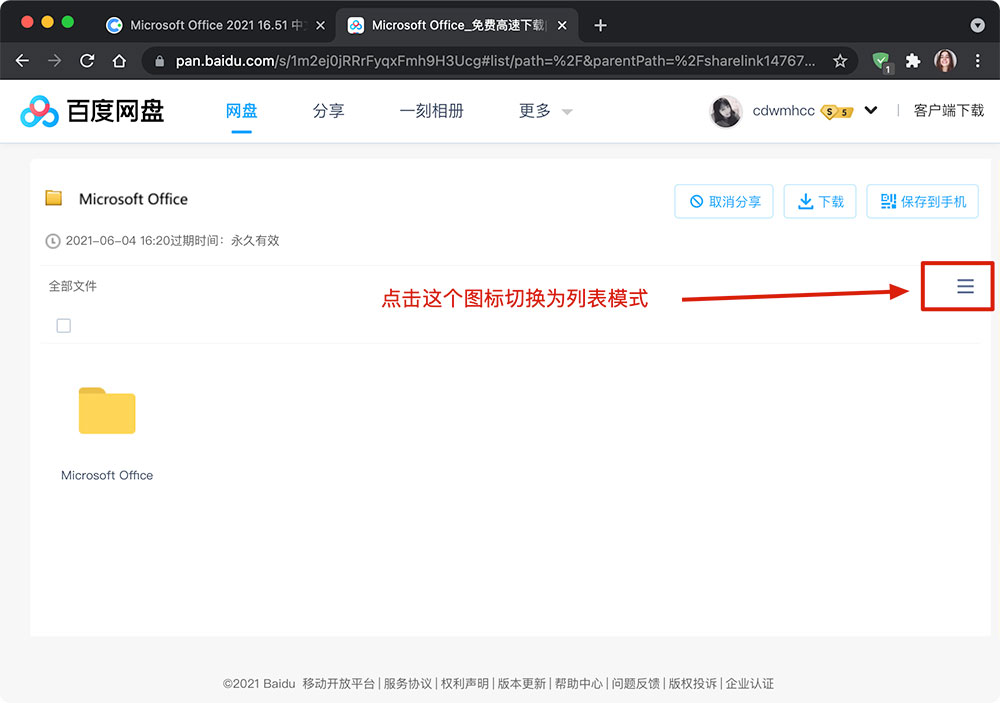 Microsoft Office 2021 16.51 中
Microsoft Office_免费高速下载
pan.baidu.com/s/1m2ej0jRRrFyqxFmh9H3Ucg#list/path=%2F&parentPath=%2Fsharelink14767...
1
百度网盘
网盘
分享
一刻相册
更多
cdwmhcc
S 5
客户端下载
Microsoft Office
取消分享
下载
保存到手机
2021-06-04 16:20过期时间：永久有效
全部文件
点击这个图标切换为列表模式
Microsoft Office
©2021 Baidu 移动开放平台 | 服务协议 | 权利声明 | 版本更新 | 帮助中心 | 问题反馈 | 版权投诉 | 企业认证